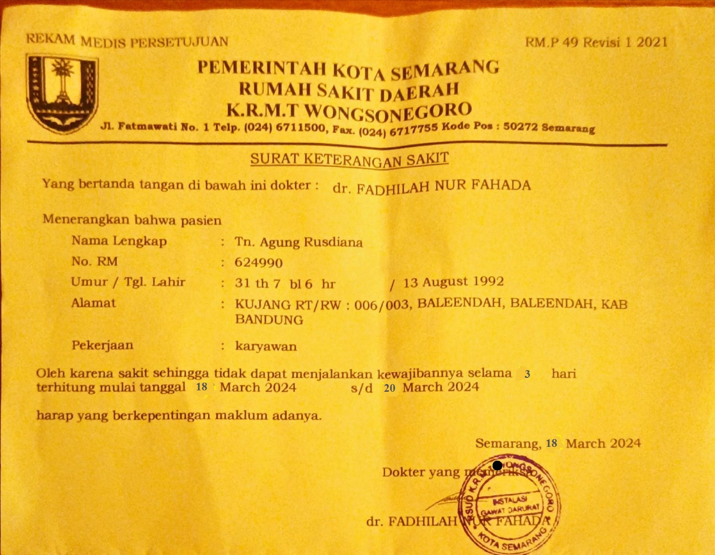 REKAM MEDIS PERSETUJUAN RM.P 49 Revisi 1 2021
PEMERINTAH KOTA SEMARANG
RUMAH SAKIT DAERAH
K.R.M.T WONGSONEGORO
Jl. Fatmawati No. 1 Telp. (024) 6711500, Fax. (024) 6717755 Kode Pos : 50272 Semarang
SURAT KETERANGAN SAKIT
Yang bertanda tangan di bawah ini dokter : dr. FADHILAH NUR FAHADA
Menerangkan bahwa pasien
Nama Lengkap : Tn. Agung Rusdiana
No. RM : 624990
Umur / Tgl. Lahir : 31 th 7 bl 6 hr / 13 August 1992
Alamat : KUJANG RT/RW : 006/003, BALEENDAH, BALEENDAH, KAB
BANDUNG
Pekerjaan : karyawan
Oleh karena sakit sehingga tidak dapat menjalankan kewajibannya selama 3 hari
terhitung mulai tanggal 18 March 2024 s/d 20 March 2024
harap yang berkepentingan maklum adanya.
Semarang, 18 March 2024
Dokter yang
RSUD K.R.M.T WONGSONEGORO
INSTALASI
GAWAT DARURAT
KOTA SEMARANG
dr. FADHILAH NUR FAHADA